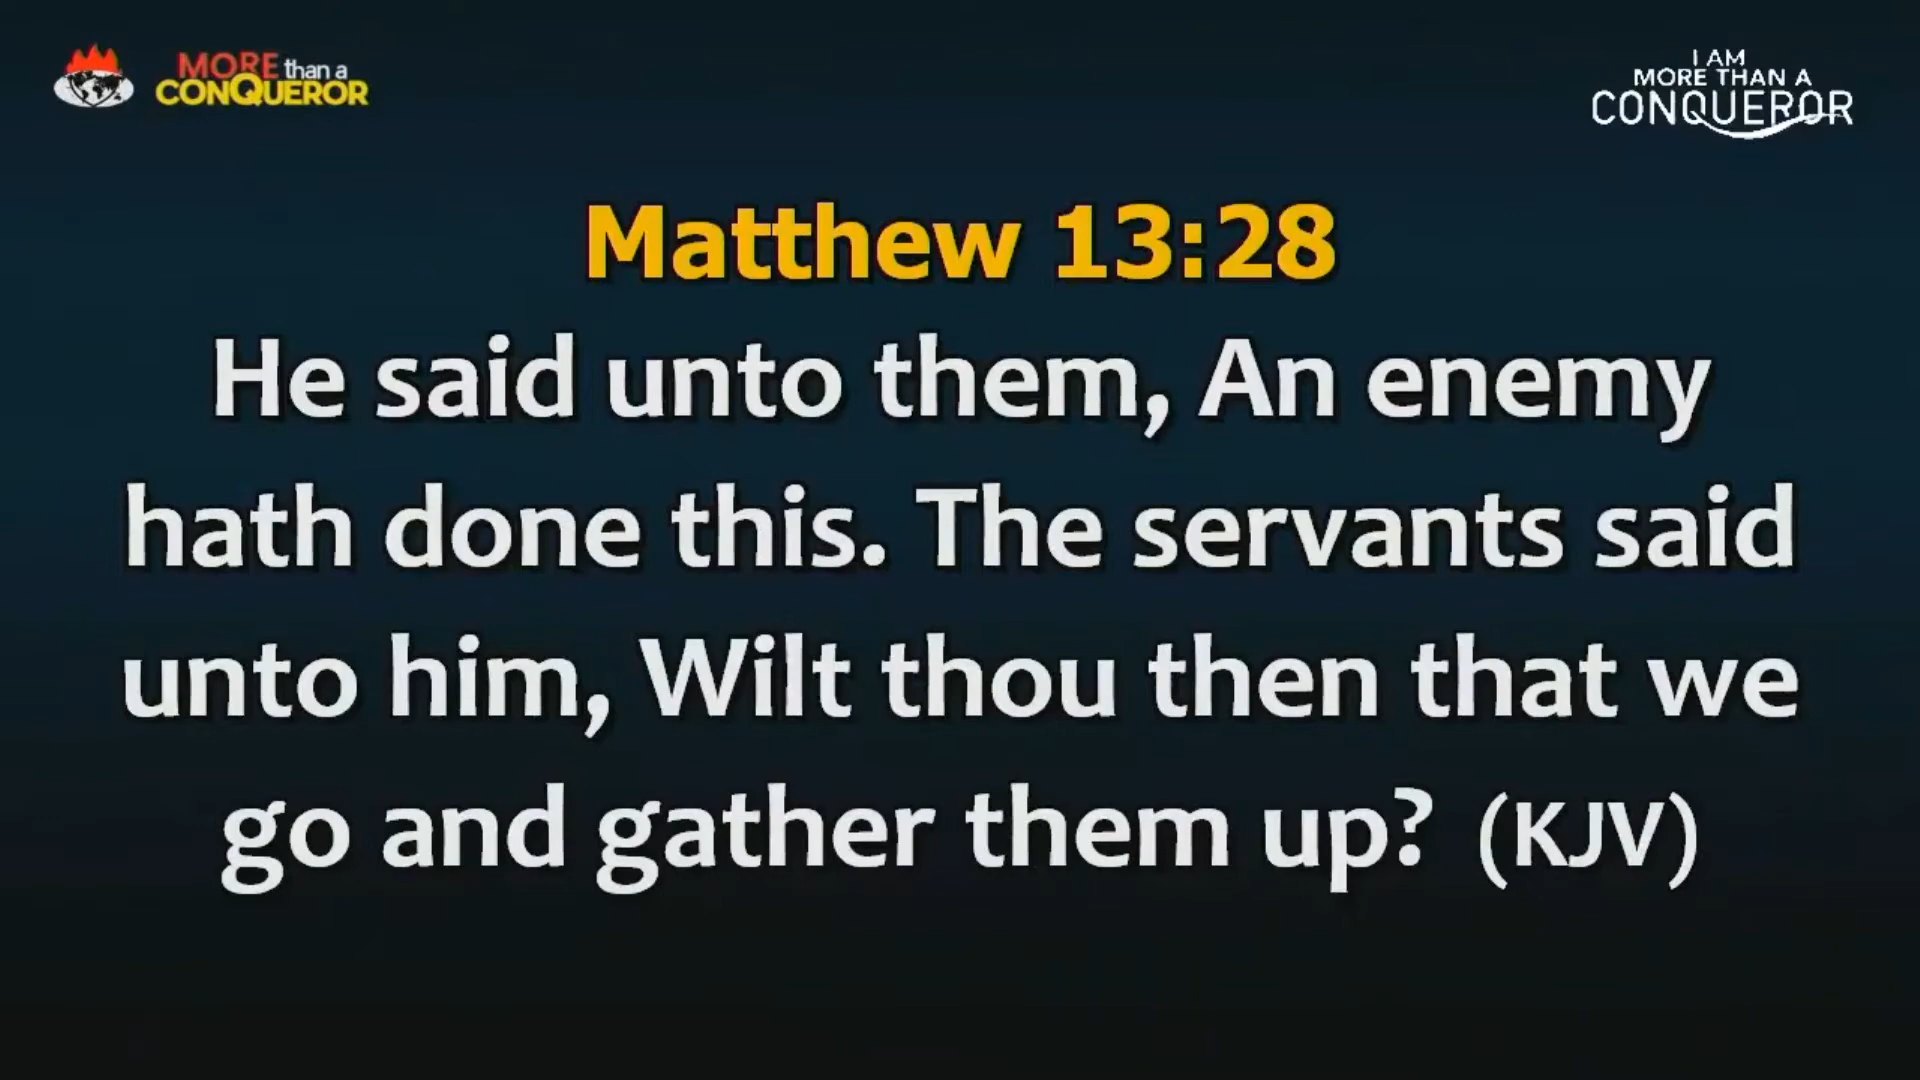 MORE than a
CONQUEROR
I AM
MORE THAN A
CONQUEROR
Matthew 13:28
He said unto them, An enemy
hath done this. The servants said
unto him, Wilt thou then that we
go and gather them up? (KJV)